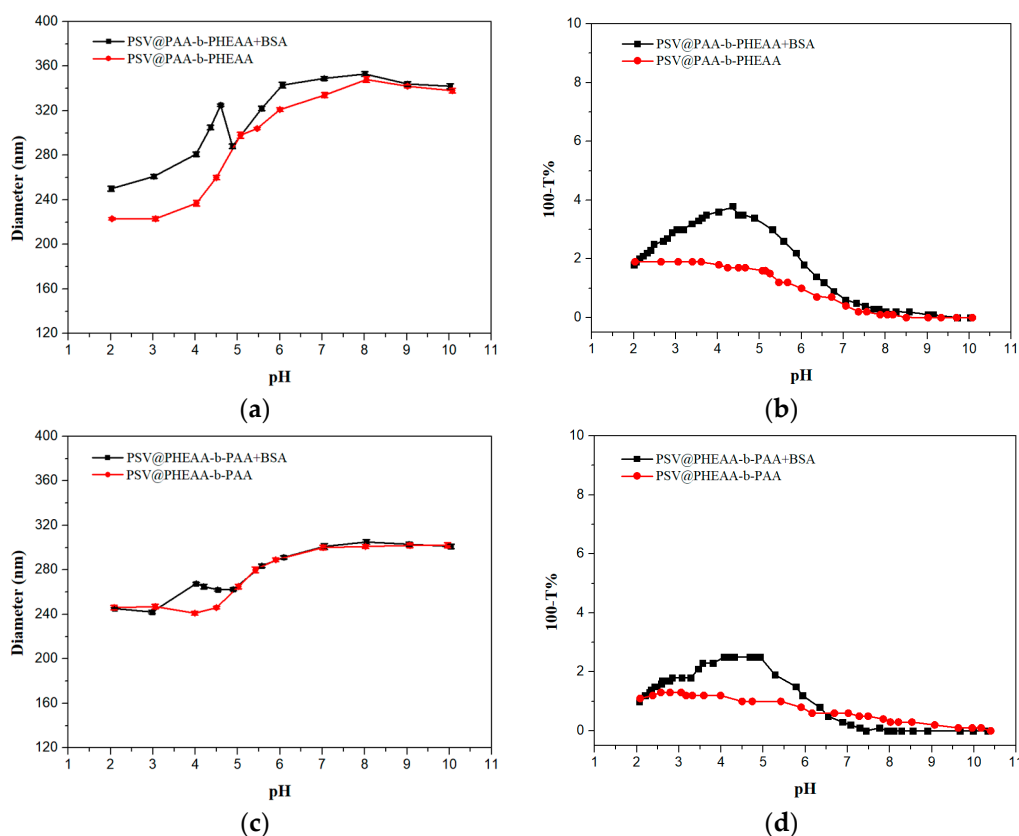 400
360
320
280
240
200
160
120
Diameter (nm)
PSV@PAA-b-PHEAA+BSA
PSV@PAA-b-PHEAA
1 2 3 4 5 6 7 8 9 10 11
pH
(a)
10
8
6
4
2
0
100-T%
PSV@PAA-b-PHEAA+BSA
PSV@PAA-b-PHEAA
1 2 3 4 5 6 7 8 9 10 11
pH
(b)
400
360
320
280
240
200
160
120
Diameter (nm)
PSV@PHEAA-b-PAA+BSA
PSV@PHEAA-b-PAA
1 2 3 4 5 6 7 8 9 10 11
pH
(c)
10
8
6
4
2
0
100-T%
PSV@PHEAA-b-PAA+BSA
PSV@PHEAA-b-PAA
1 2 3 4 5 6 7 8 9 10 11
pH
(d)